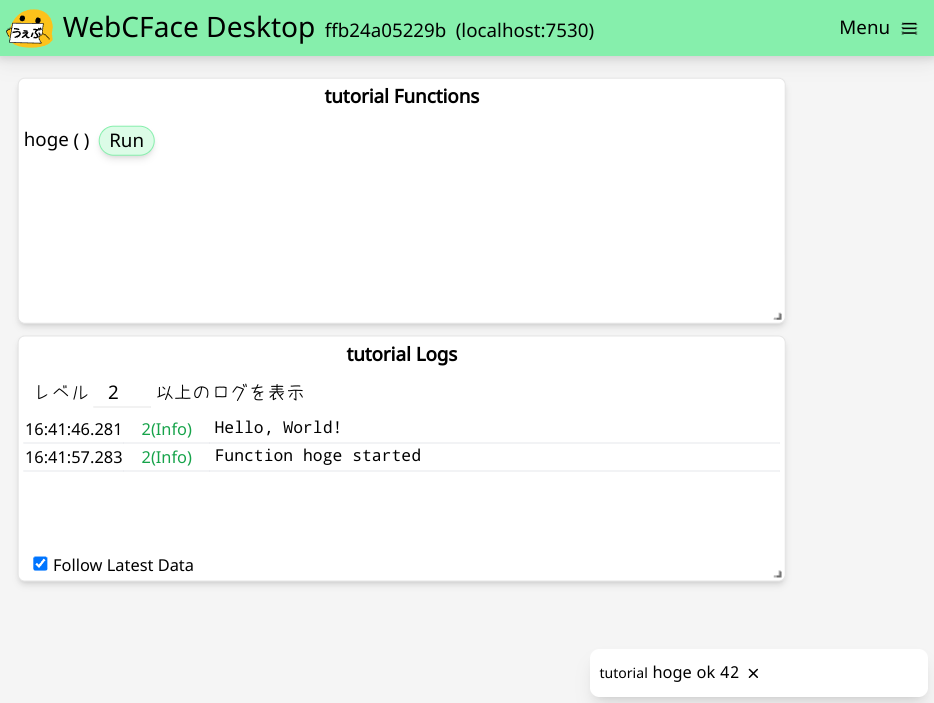 うぇぶ WebCFace Desktop ffb24a05229b (localhost:7530) Menu
tutorial Functions
hoge ( ) Run
tutorial Logs
レベル 2 以上のログを表示
16:41:46.281 2(Info) Hello, World!
16:41:57.283 2(Info) Function hoge started
Follow Latest Data
tutorial hoge ok 42 ×